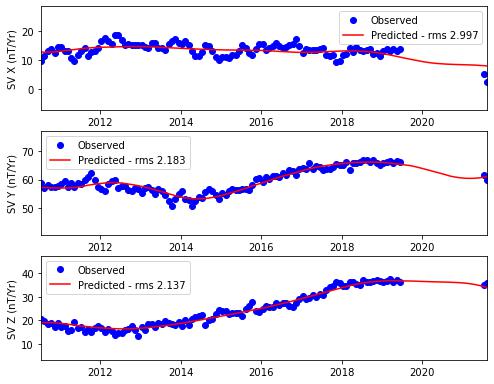 SV X (nT/Yr)
20
10
0
Observed
Predicted - rms 2.997
2012
2014
2016
2018
2020
SV Y (nT/Yr)
70
60
50
Observed
Predicted - rms 2.183
2012
2014
2016
2018
2020
SV Z (nT/Yr)
40
30
20
10
Observed
Predicted - rms 2.137
2012
2014
2016
2018
2020